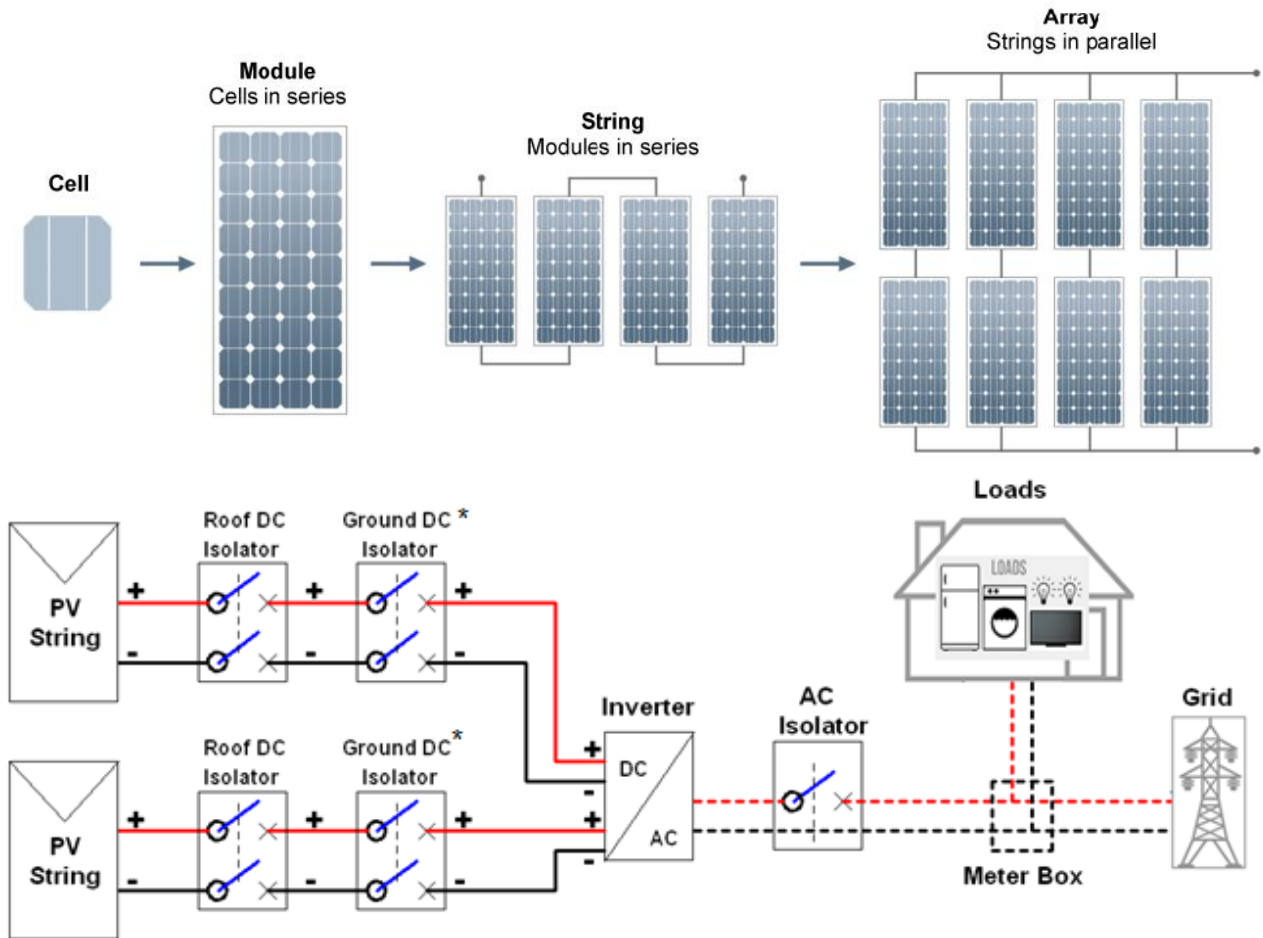 Array
Strings in parallel
Module
Cells in series
String
Modules in series
Cell
Loads
LOADS
Roof DC
Isolator
Ground DC *
Isolator
+
+
+
PV
String
-
-
-
Inverter
AC
Isolator
Grid
+
DC
-
Roof DC
Isolator
Ground DC*
Isolator
+
+
+
+
AC
PV
String
-
-
-
-
Meter Box